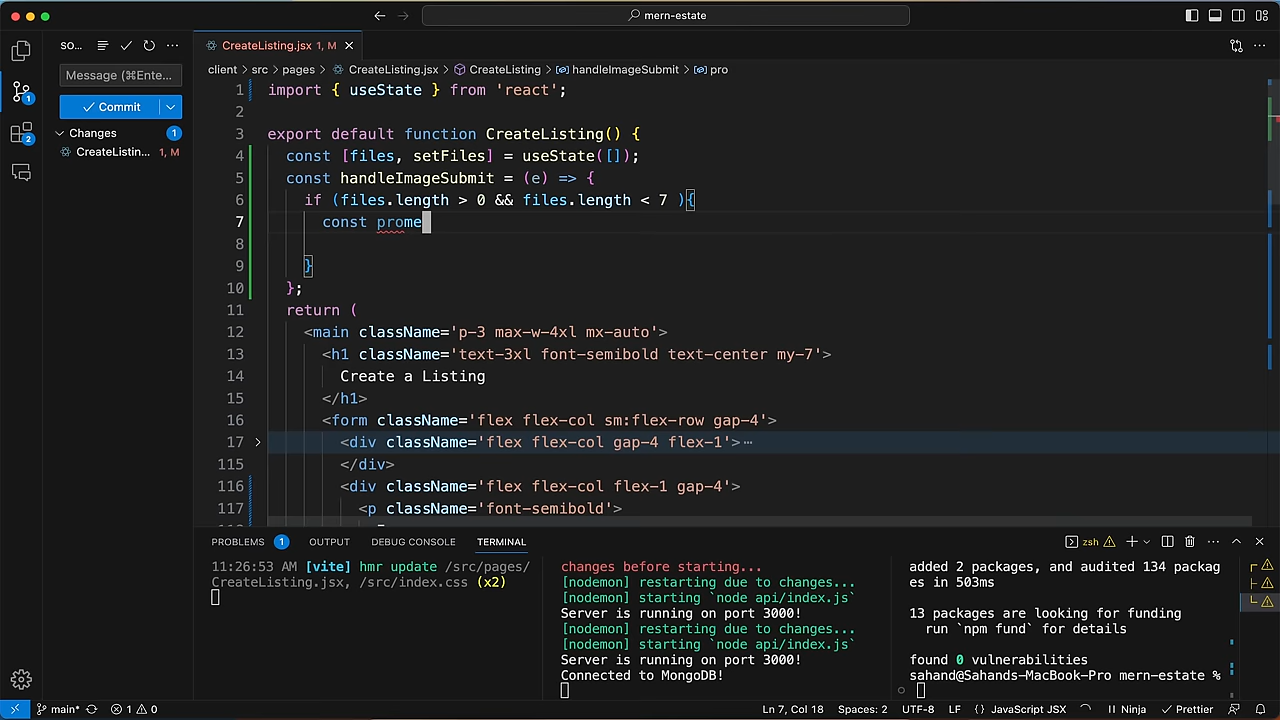 mern-estate
SO...
Message (⌘Ente...
Commit
Changes 1
CreateListin... 1, M
1
2
CreateListing.jsx 1, M
client > src > pages > CreateListing.jsx > CreateListing > handleImageSubmit > pro
1 import { useState } from 'react';
2
3 export default function CreateListing() {
4 const [files, setFiles] = useState([]);
5 const handleImageSubmit = (e) => {
6 if (files.length > 0 && files.length < 7 ){
7 const prome
8
9 }
10 };
11 return (
12 <main className='p-3 max-w-4xl mx-auto'>
13 <h1 className='text-3xl font-semibold text-center my-7'>
14 Create a Listing
15 </h1>
16 <form className='flex flex-col sm:flex-row gap-4'>
17 <div className='flex flex-col gap-4 flex-1'>⋯
115 </div>
116 <div className='flex flex-col flex-1 gap-4'>
117 <p className='font-semibold'>
PROBLEMS 1 OUTPUT DEBUG CONSOLE TERMINAL
zsh
11:26:53 AM [vite] hmr update /src/pages/
CreateListing.jsx, /src/index.css (x2)
changes before starting...
[nodemon] restarting due to changes...
[nodemon] starting `node api/index.js`
Server is running on port 3000!
[nodemon] restarting due to changes...
[nodemon] starting `node api/index.js`
Server is running on port 3000!
Connected to MongoDB!
added 2 packages, and audited 134 packag
es in 503ms
13 packages are looking for funding
run `npm fund` for details
found 0 vulnerabilities
sahand@Sahands-MacBook-Pro mern-estate %
main* 1 0 Ln 7, Col 18 Spaces: 2 UTF-8 LF {} JavaScript JSX Ninja Prettier